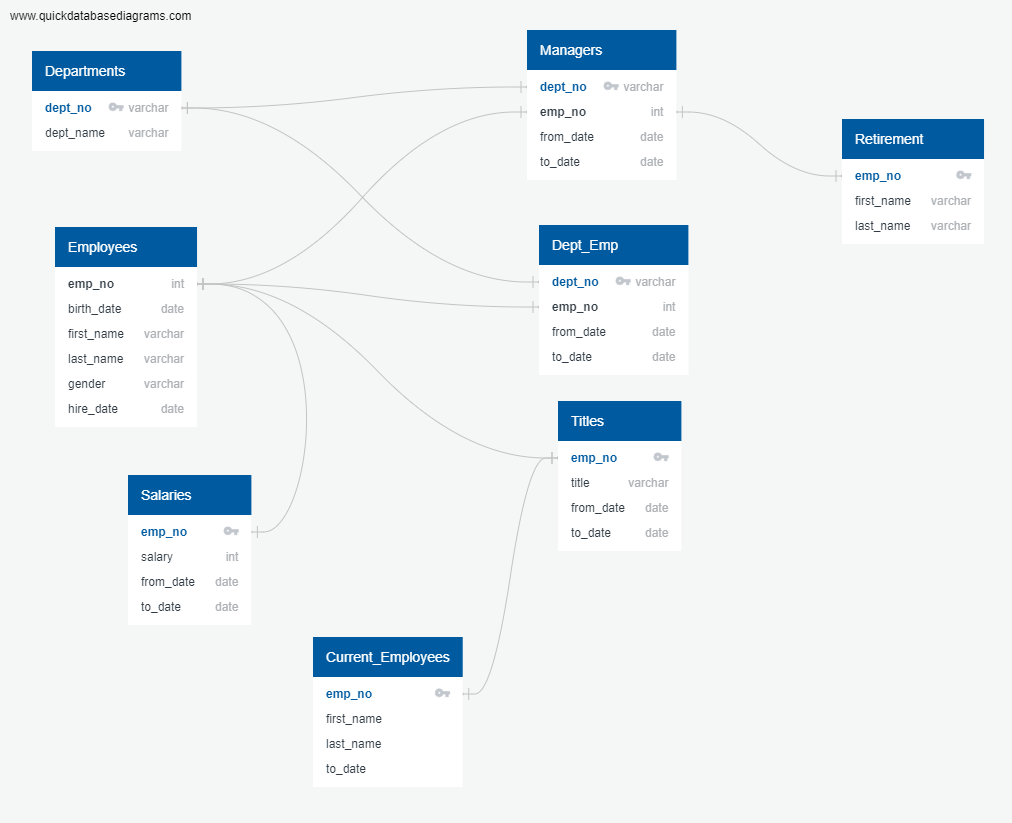 www.quickdatabasediagrams.com
Departments
dept_no varchar
dept_name varchar
Managers
dept_no varchar
emp_no int
from_date date
to_date date
Retirement
emp_no
first_name varchar
last_name varchar
Employees
emp_no int
birth_date date
first_name varchar
last_name varchar
gender varchar
hire_date date
Dept_Emp
dept_no varchar
emp_no int
from_date date
to_date date
Titles
emp_no
title varchar
from_date date
to_date date
Salaries
emp_no
salary int
from_date date
to_date date
Current_Employees
emp_no
first_name
last_name
to_date